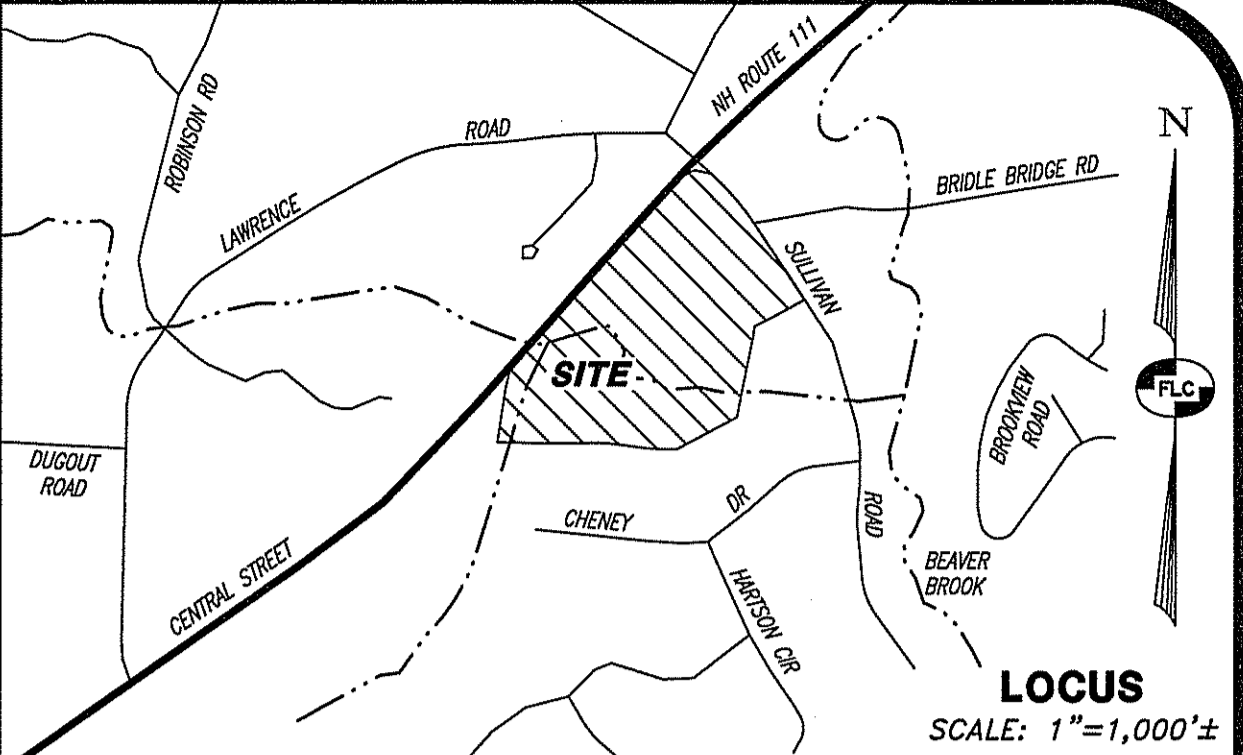 NH ROUTE 111
N
ROBINSON RD
ROAD
LAWRENCE
BRIDLE BRIDGE RD
SULLIVAN
SITE
FLC
BROOKVIEW
ROAD
DUGOUT
ROAD
CHENEY
DR
ROAD
CENTRAL STREET
HARTSON CIR
BEAVER
BROOK
LOCUS
SCALE: 1"=1,000'±